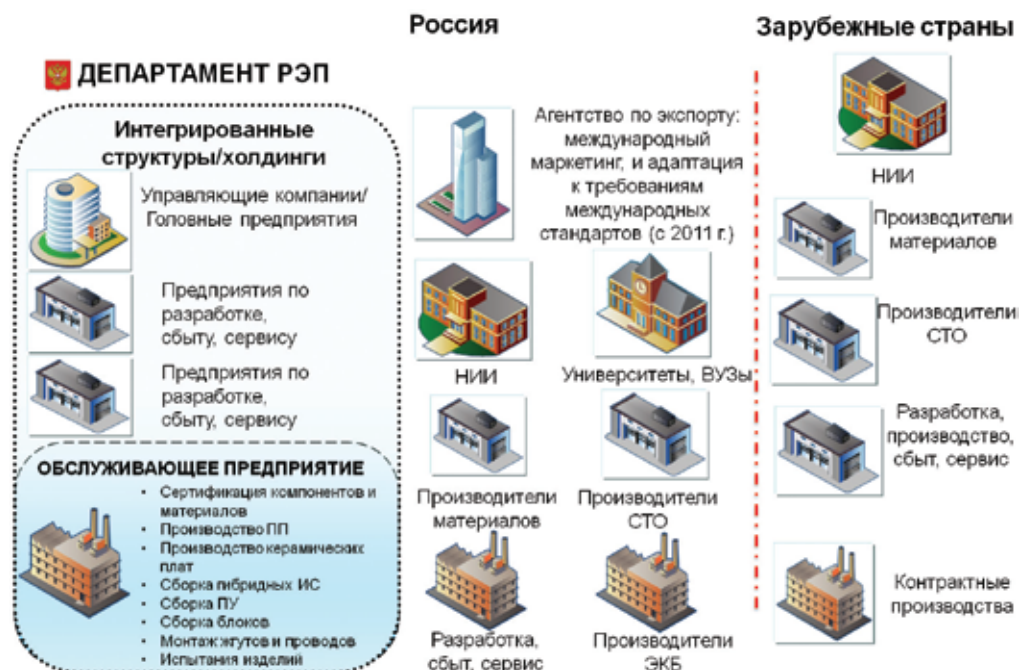 Россия
Зарубежные страны
ДЕПАРТАМЕНТ РЭП
Интегрированные
структуры/холдинги
Управляющие компании/
Головные предприятия
Предприятия по
разработке,
сбыту, сервису
Предприятия по
разработке,
сбыту, сервису
ОБСЛУЖИВАЮЩЕЕ ПРЕДПРИЯТИЕ
• Сертификация компонентов и
материалов
• Производство ПП
• Производство керамических
плат
• Сборка гибридных ИС
• Сборка ПУ
• Сборка блоков
• Монтаж жгутов и проводов
• Испытания изделий
Агентство по экспорту:
международный
маркетинг, и адаптация
к требованиям
международных
стандартов (с 2011 г.)
НИИ
Университеты, ВУЗы
Производители
материалов
Производители
СТО
Разработка,
сбыт, сервис
Производители
ЭКБ
НИИ
Производители
материалов
Производители
СТО
Разработка,
производство,
сбыт, сервис
Контрактные
производства